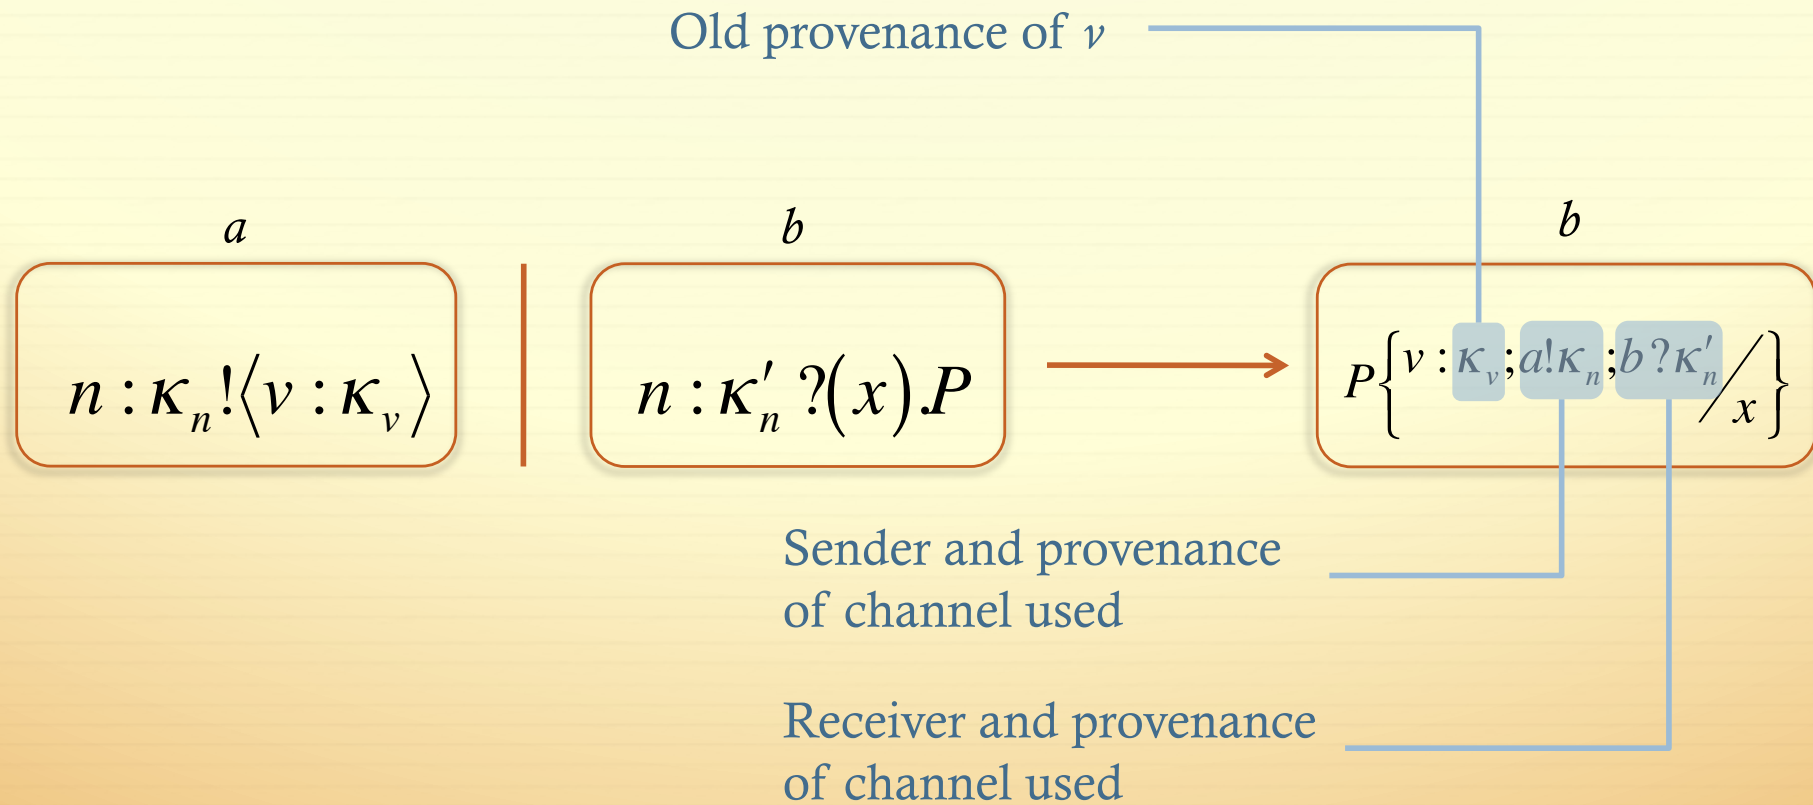 Old provenance of v
a
b
b
n : κₙ!⟨v : κᵥ⟩
n : κ′ₙ ?(x).P
P{v : κᵥ; a!κₙ; b?κ′ₙ / x}
Sender and provenance
of channel used
Receiver and provenance
of channel used